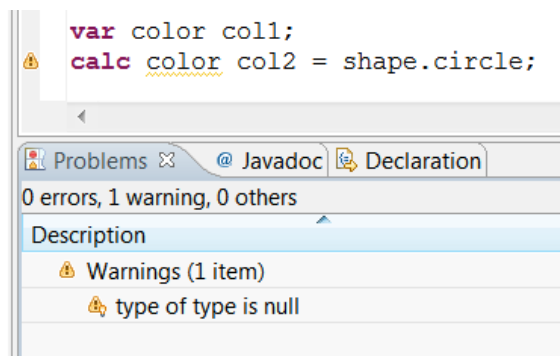 var color col1;
calc color col2 = shape.circle;
Problems @ Javadoc Declaration
0 errors, 1 warning, 0 others
Description
Warnings (1 item)
type of type is null